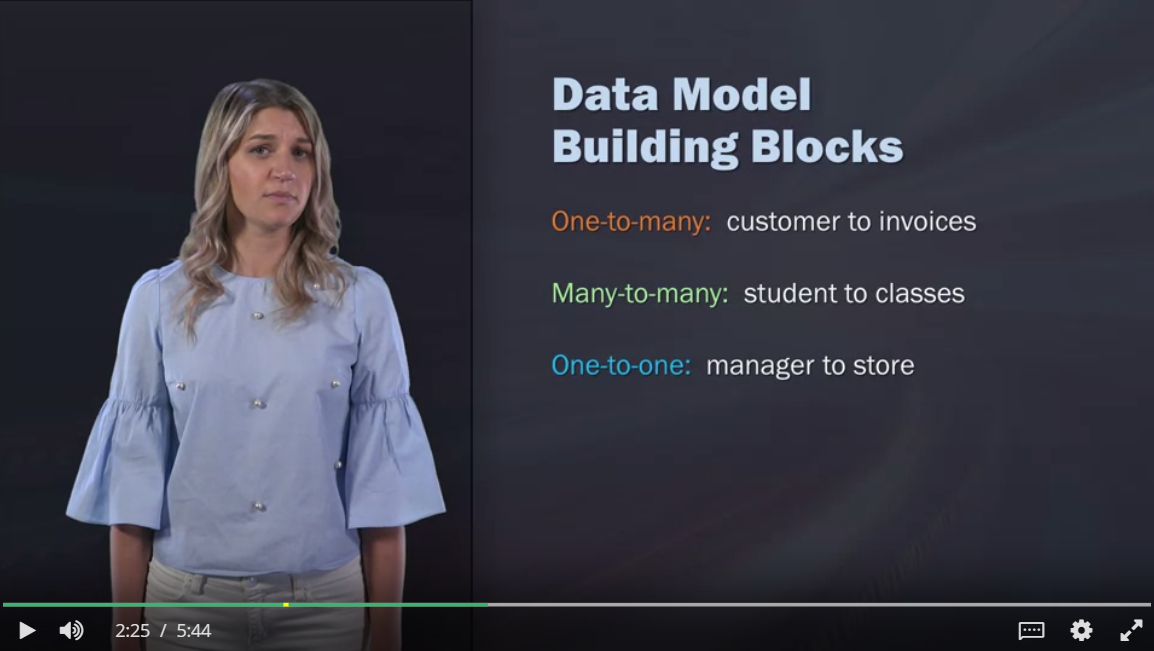 Data Model
Building Blocks
One-to-many: customer to invoices
Many-to-many: student to classes
One-to-one: manager to store
2:25 / 5:44